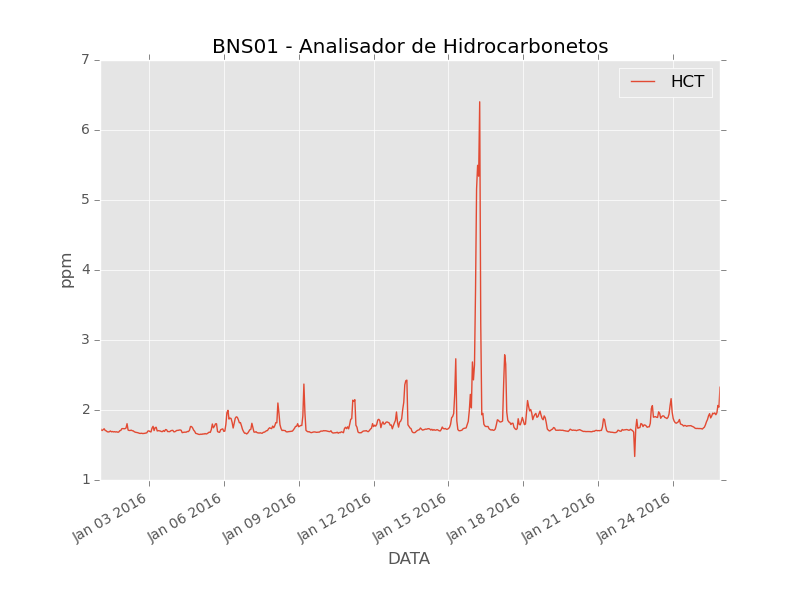 BNS01 - Analisador de Hidrocarbonetos
HCT
7
6
5
4
3
2
1
ppm
Jan 03 2016
Jan 06 2016
Jan 09 2016
Jan 12 2016
Jan 15 2016
Jan 18 2016
Jan 21 2016
Jan 24 2016
DATA